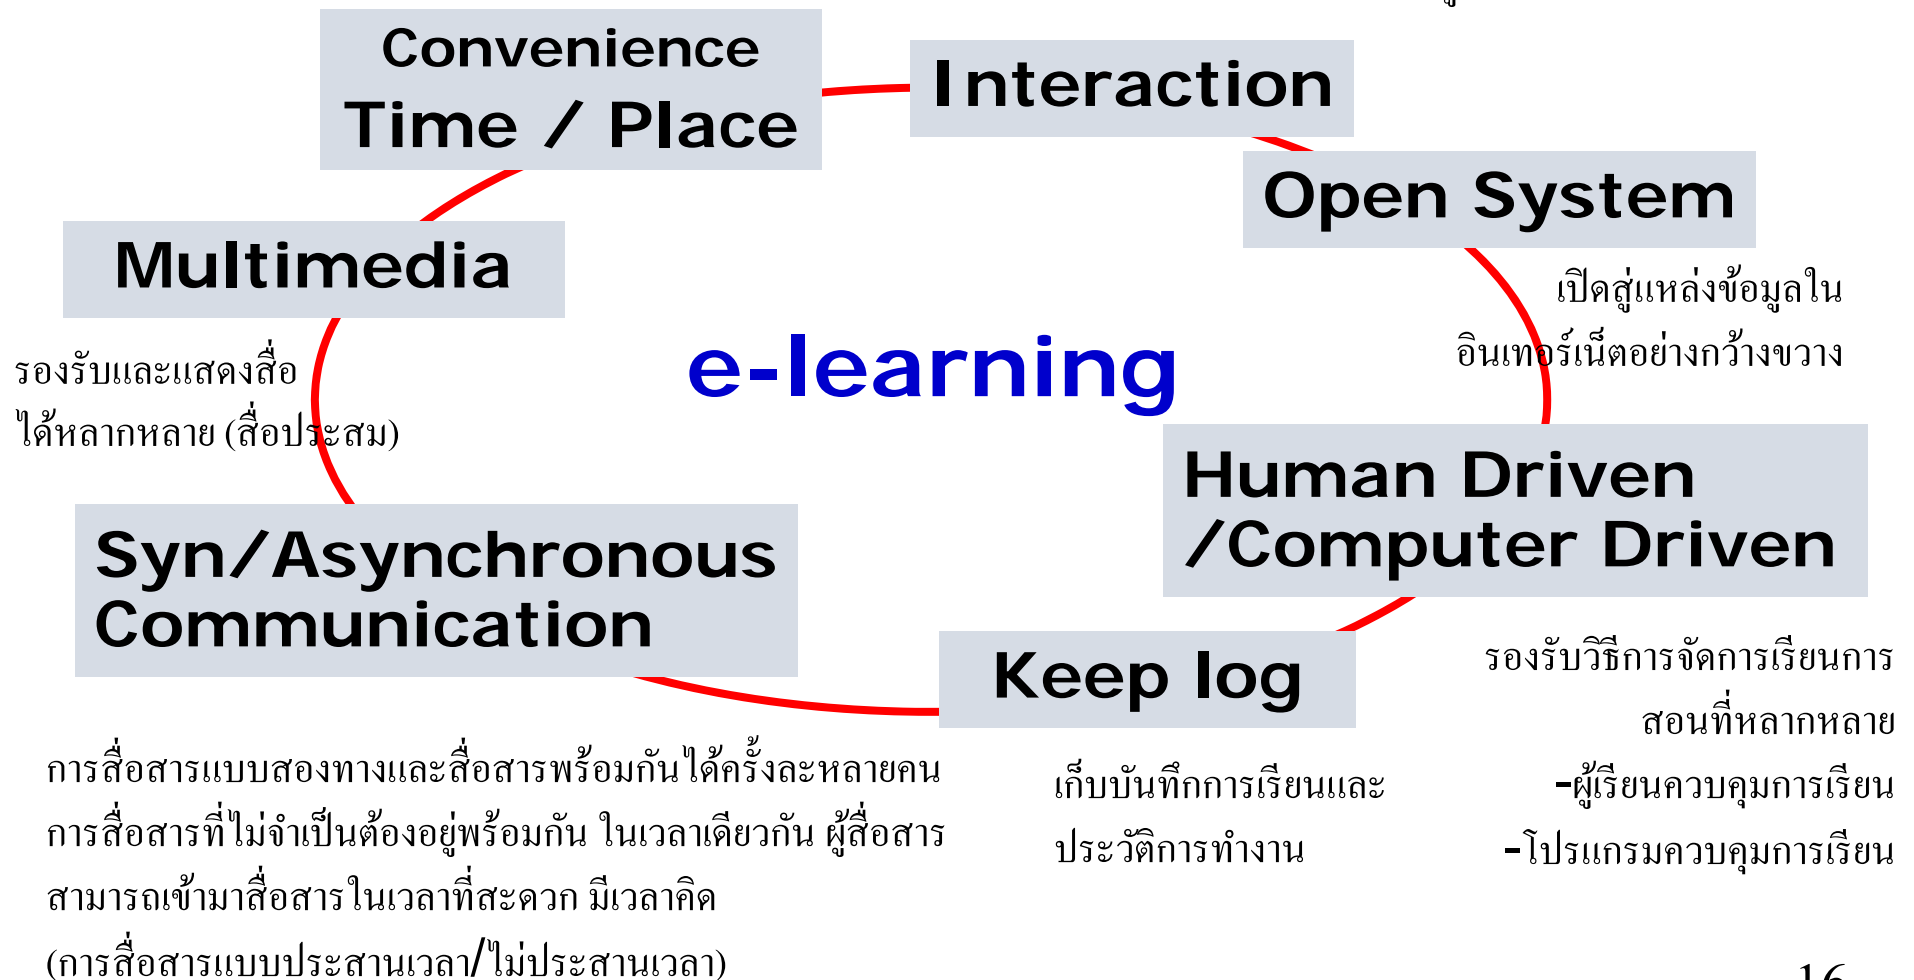 Convenience
Time / Place
Interaction
Open System
Multimedia
เปิดสู่แหล่งข้อมูลใน
อินเทอร์เน็ตอย่างกว้างขวาง
e-learning
รองรับและแสดงสื่อ
ได้หลากหลาย (สื่อประสม)
Human Driven
/Computer Driven
Syn/Asynchronous
Communication
Keep log
รองรับวิธีการจัดการเรียนการ
สอนที่หลากหลาย
-ผู้เรียนควบคุมการเรียน
-โปรแกรมควบคุมการเรียน
การสื่อสารแบบสองทางและสื่อสารพร้อมกันได้ครั้งละหลายคน
การสื่อสารที่ไม่จำเป็นต้องอยู่พร้อมกัน ในเวลาเดียวกัน ผู้สื่อสาร
สามารถเข้ามาสื่อสารในเวลาที่สะดวก มีเวลาคิด
(การสื่อสารแบบประสานเวลา/ไม่ประสานเวลา)
เก็บบันทึกการเรียนและ
ประวัติการทำงาน
16